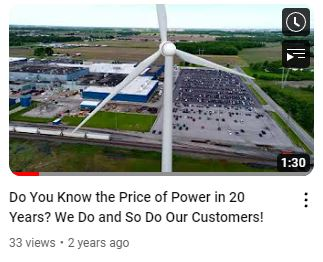 1:30
Do You Know the Price of Power in 20
Years? We Do and So Do Our Customers!
33 views • 2 years ago